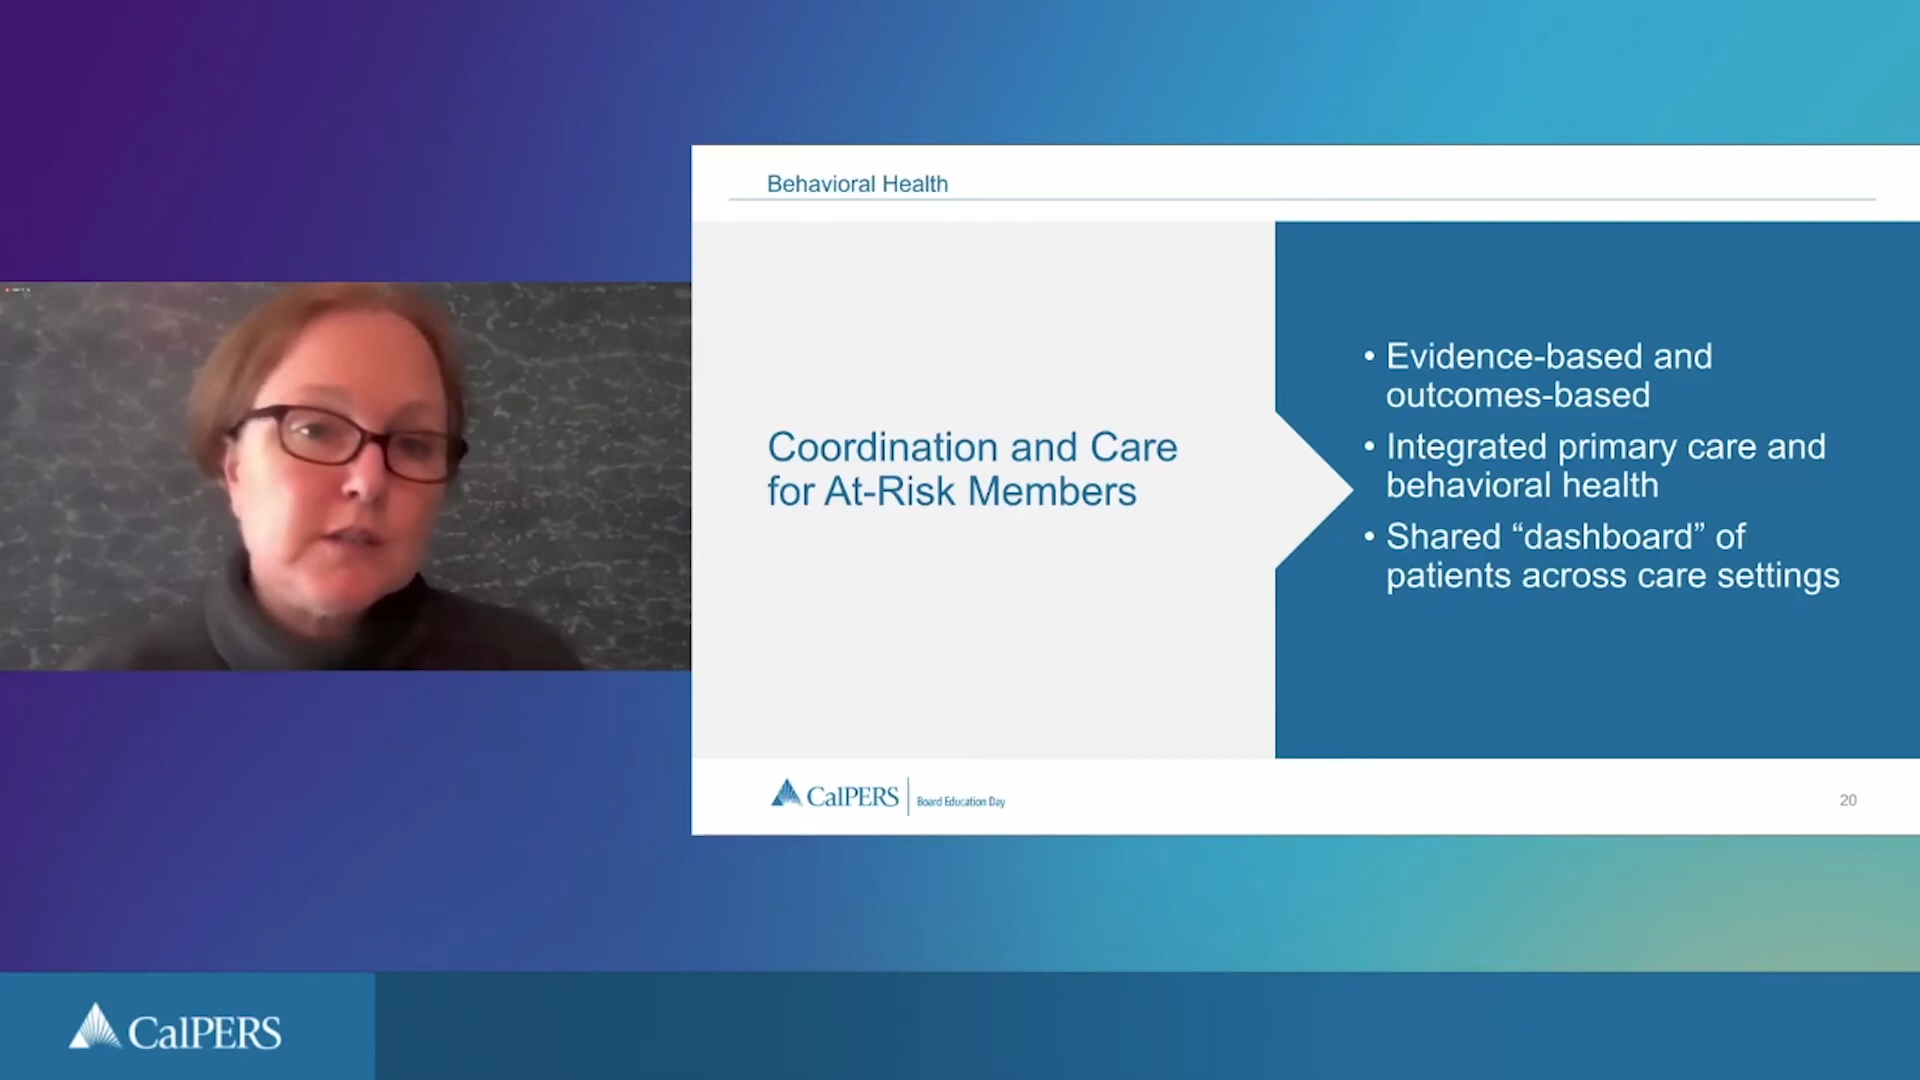 Behavioral Health
Coordination and Care
for At-Risk Members
• Evidence-based and
outcomes-based
• Integrated primary care and
behavioral health
• Shared “dashboard” of
patients across care settings
CalPERS
Board Education Day
20
CalPERS